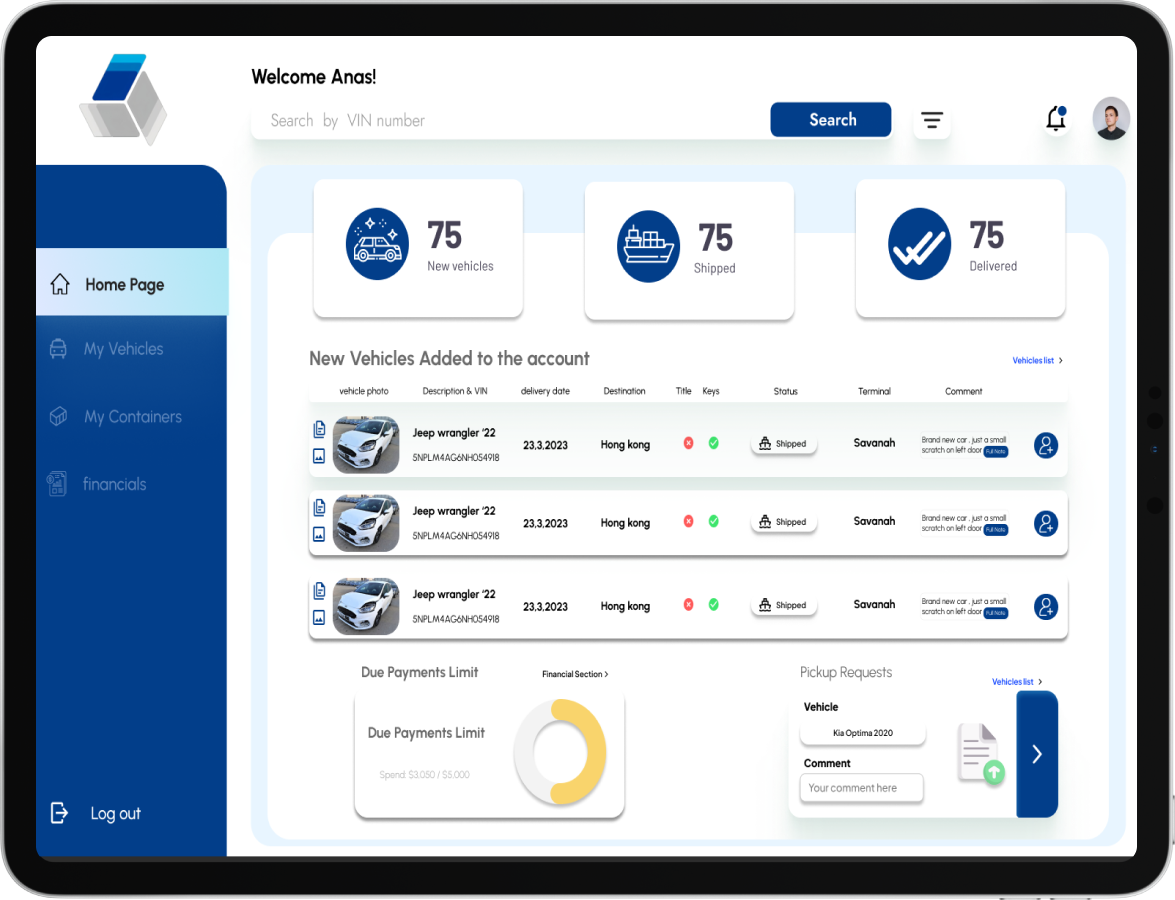 Welcome Anas!
Search by VIN number
Search
75
New vehicles
75
Shipped
75
Delivered
Home Page
My Vehicles
My Containers
financials
Log out
New Vehicles Added to the account
Vehicles list
vehicle photo Description & VIN delivery date Destination Title Keys Status Terminal Comment
Jeep wrangler ‘22
5NPLM4AG6NH054918
23.3.2023
Hong kong
Shipped
Savanah
Brand new car , just a small
scratch on left door Full Note
Jeep wrangler ‘22
5NPLM4AG6NH054918
23.3.2023
Hong kong
Shipped
Savanah
Brand new car , just a small
scratch on left door Full Note
Jeep wrangler ‘22
5NPLM4AG6NH054918
23.3.2023
Hong kong
Shipped
Savanah
Brand new car , just a small
scratch on left door Full Note
Due Payments Limit
Financial Section
Due Payments Limit
Spend: $3.050 / $5.000
Pickup Requests
Vehicles list
Vehicle
Kia Optima 2020
Comment
Your comment here